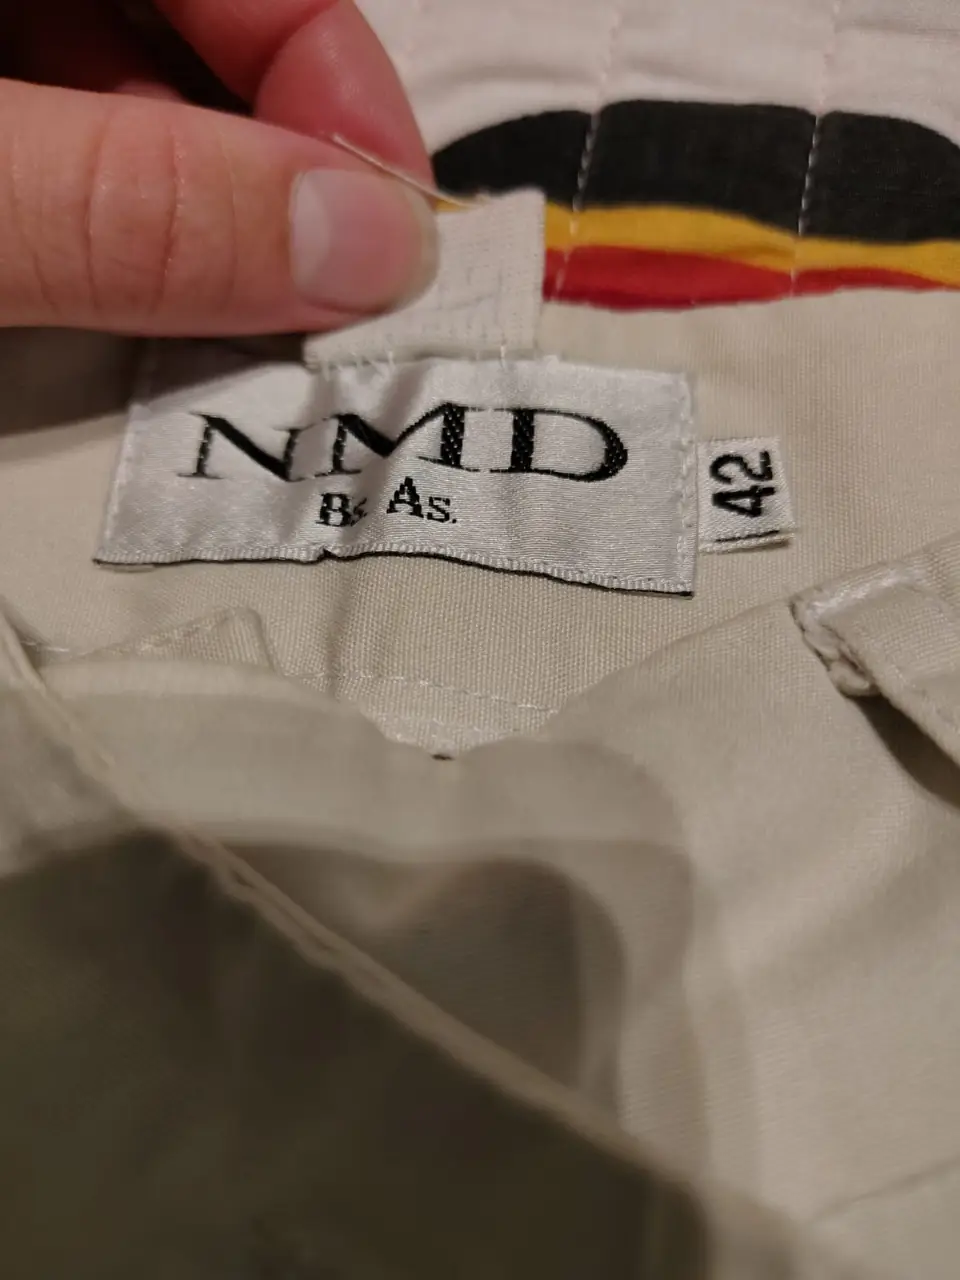 NMD
Bs. As.
42